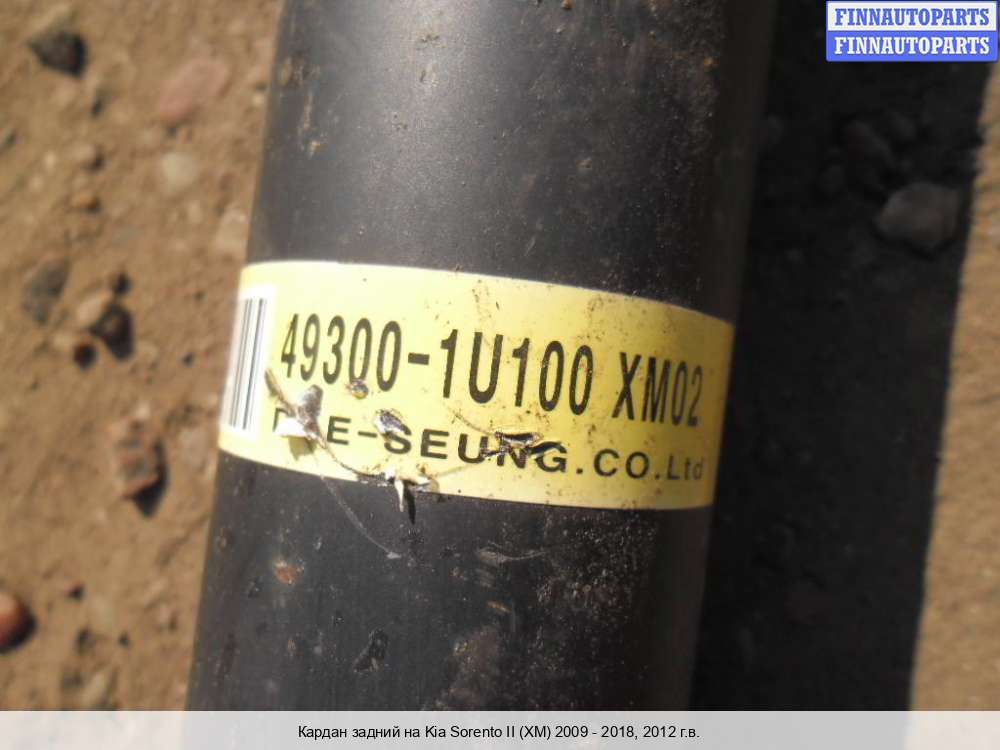 FINNAUTOPARTS
FINNAUTOPARTS
49300-1U100 XM02
SEUNG.CO.Ltd
Кардан задний на Kia Sorento II (XM) 2009 - 2018, 2012 г.в.